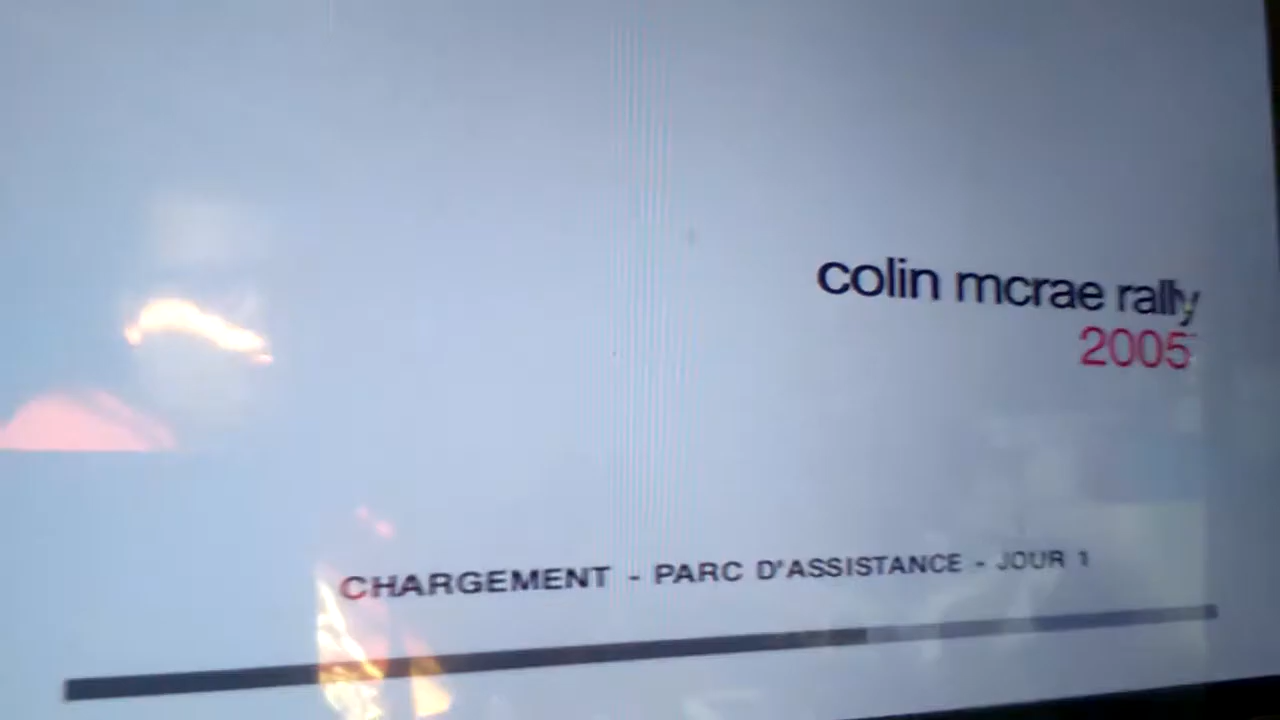 colin mcrae rally
2005
CHARGEMENT - PARC D'ASSISTANCE - JOUR 1